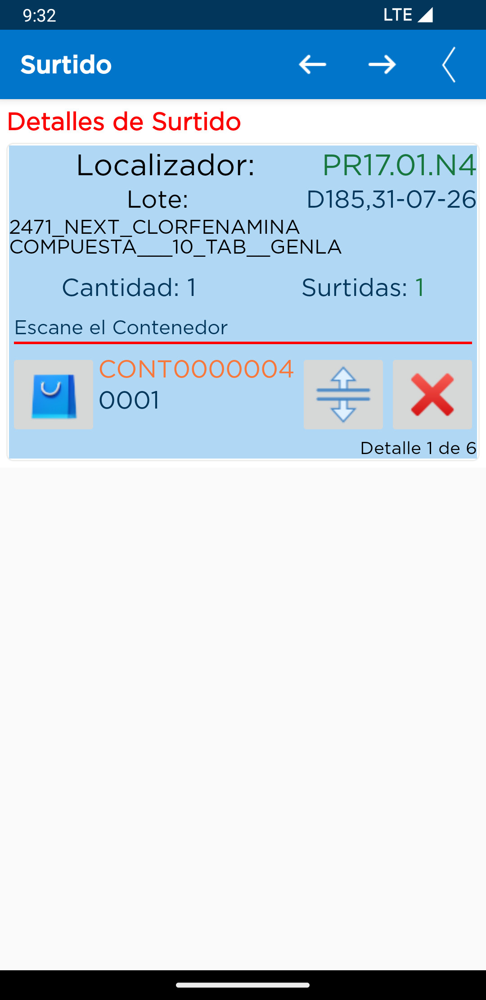 9:32 LTE
Surtido
Detalles de Surtido
Localizador: PR17.01.N4
Lote: D185,31-07-26
2471_NEXT_CLORFENAMINA
COMPUESTA___10_TAB__GENLA
Cantidad: 1 Surtidas: 1
Escane el Contenedor
CONT0000004
0001
Detalle 1 de 6